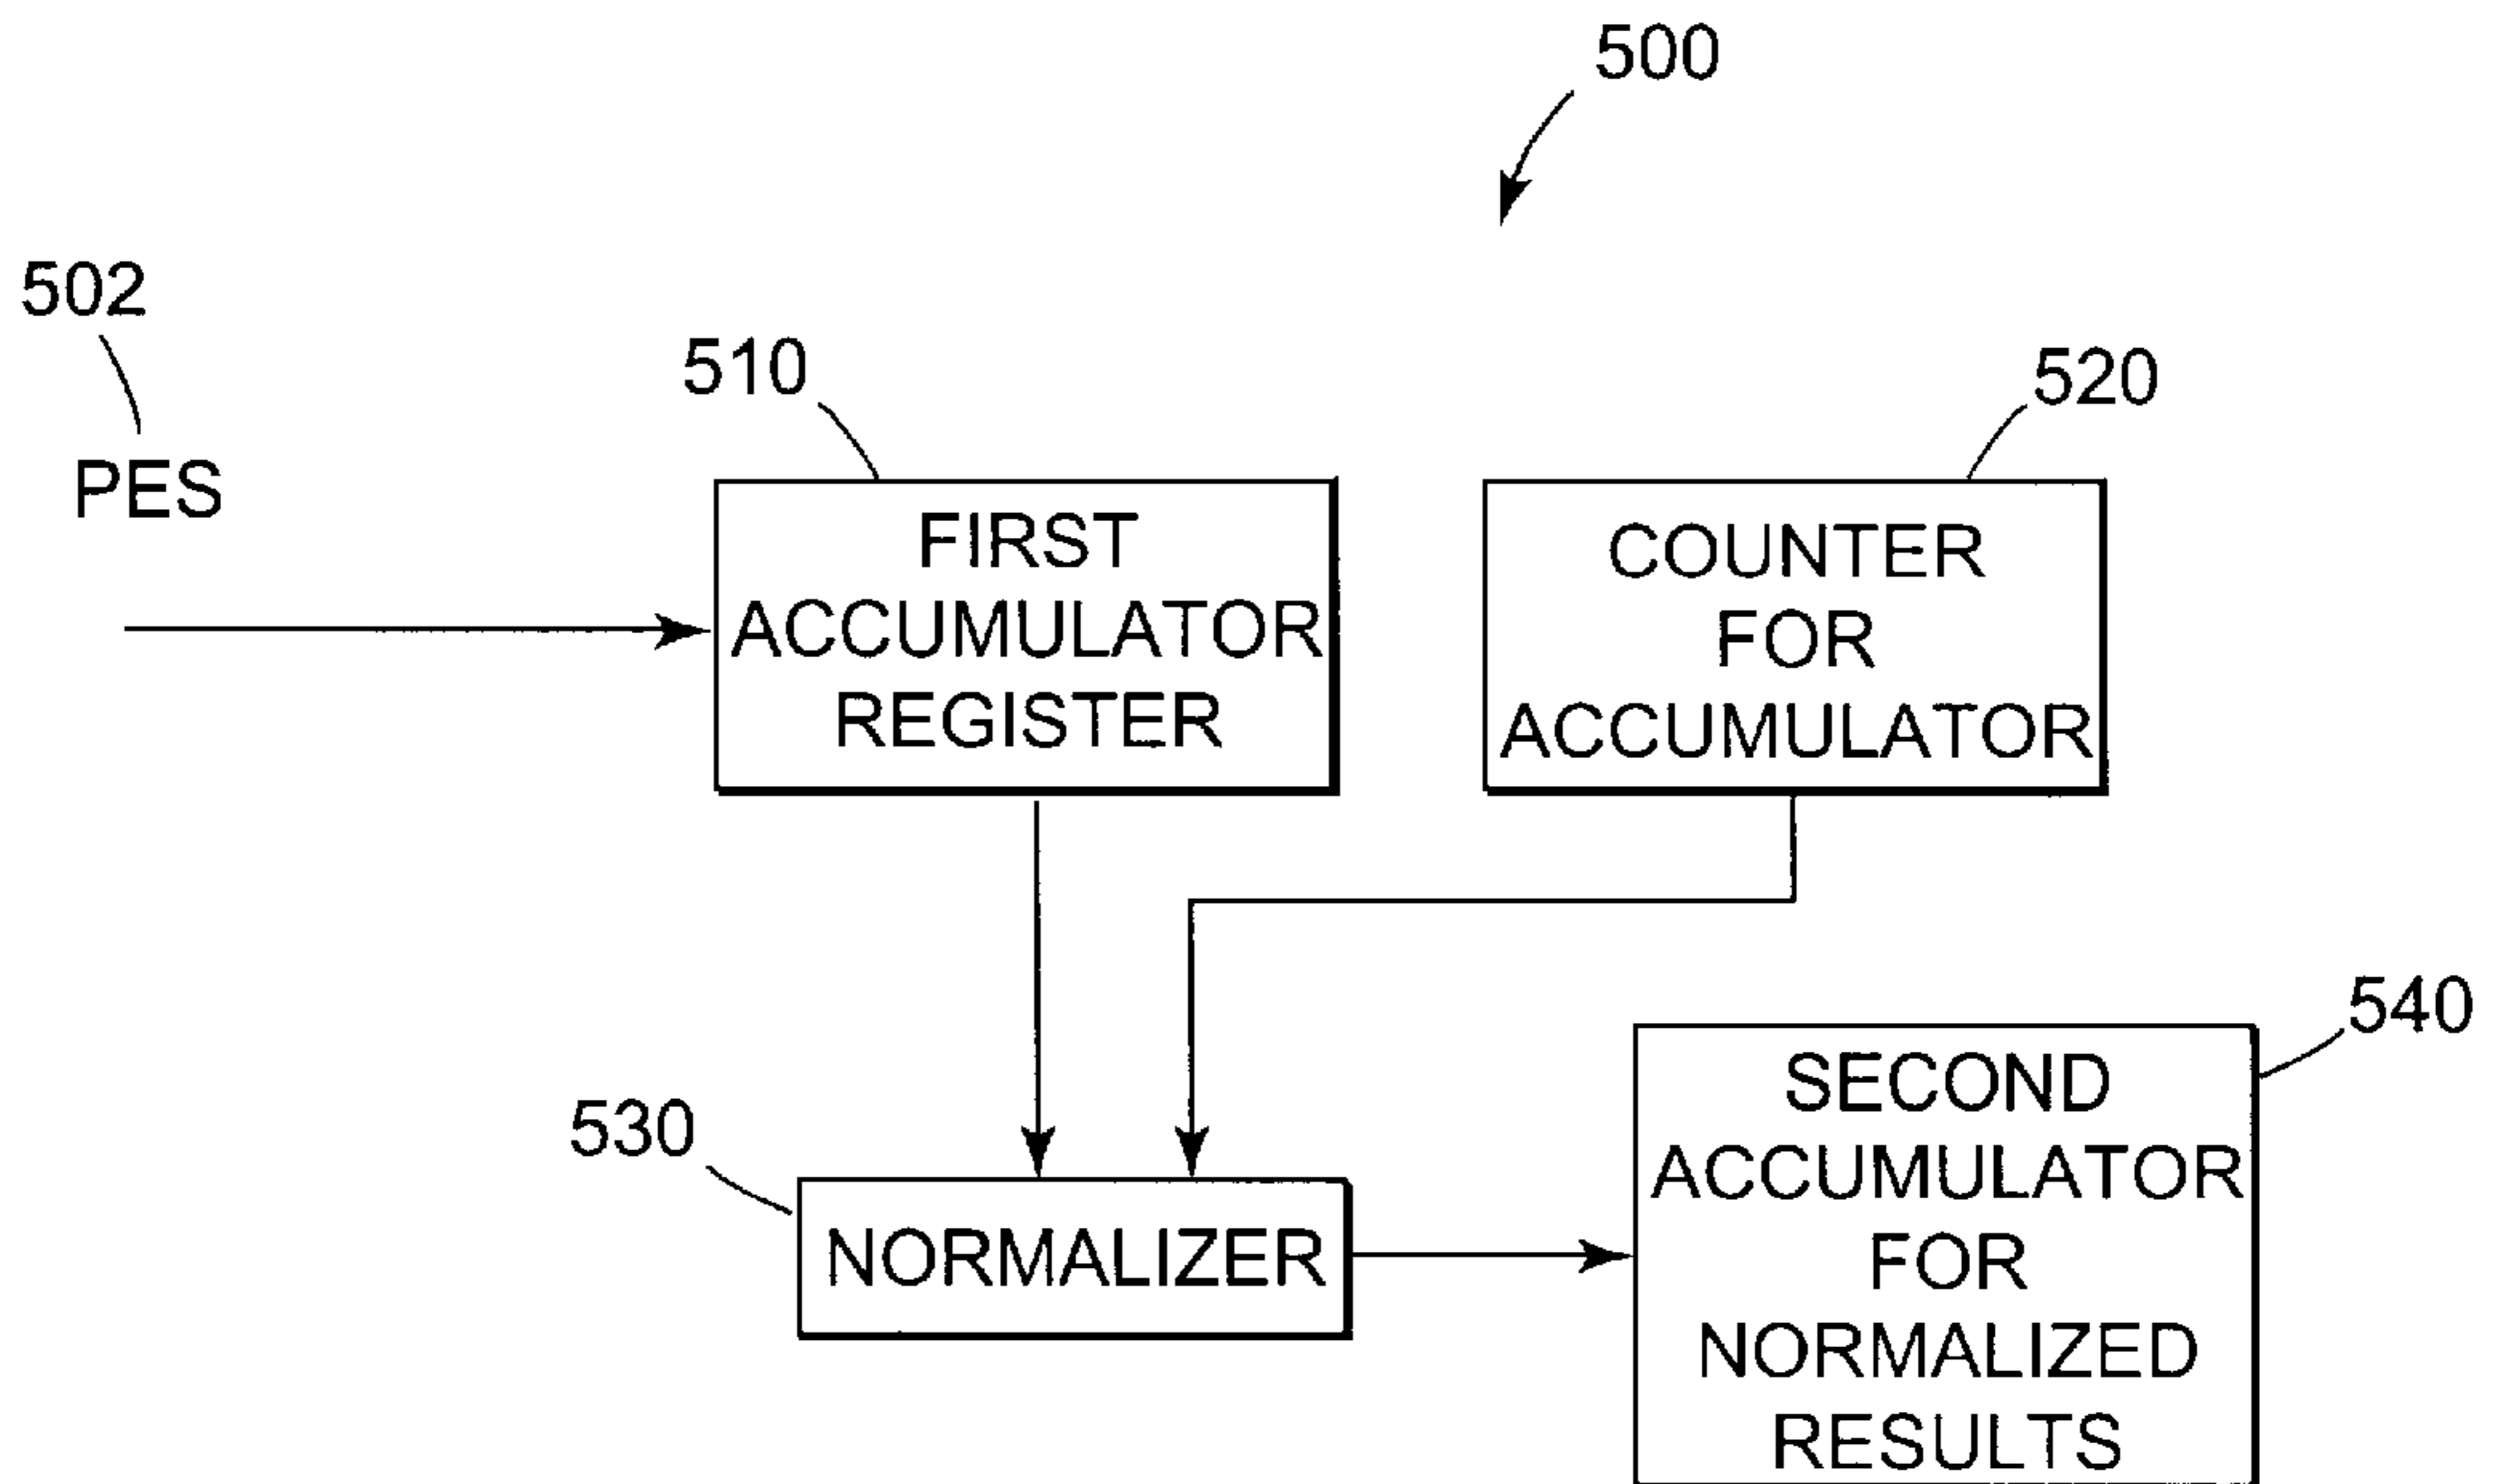 500
502
PES
510
FIRST
ACCUMULATOR
REGISTER
520
COUNTER
FOR
ACCUMULATOR
530
NORMALIZER
540
SECOND
ACCUMULATOR
FOR
NORMALIZED
RESULTS